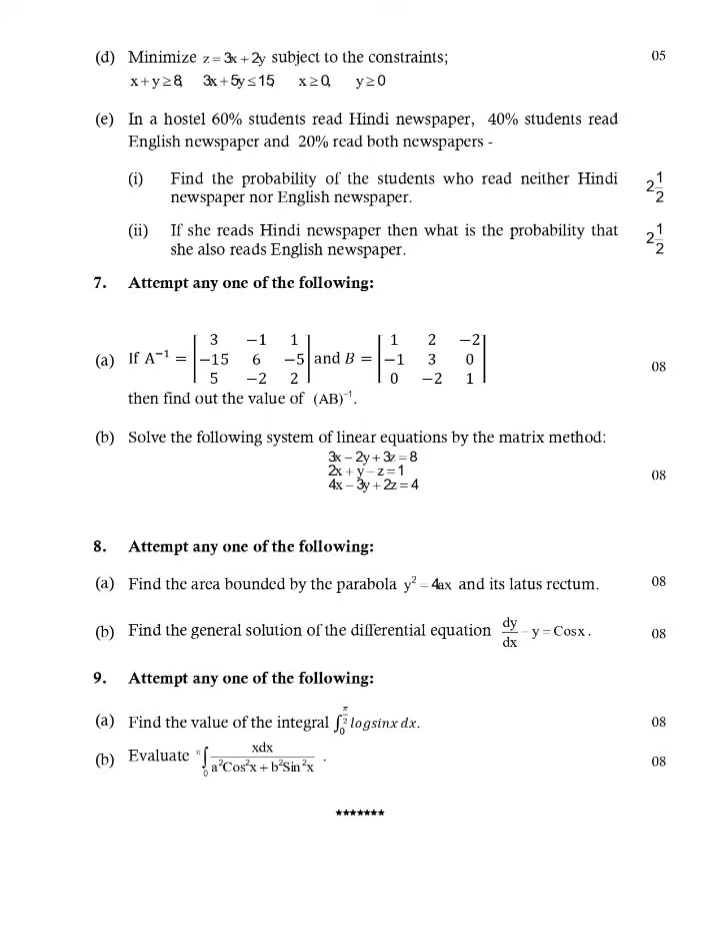 (d) Minimize z = 3x + 2y subject to the constraints; 05
x + y ≥ 8, 3x + 5y ≤ 15, x ≥ 0, y ≥ 0
(e) In a hostel 60% students read Hindi newspaper, 40% students read
English newspaper and 20% read both newspapers -
(i) Find the probability of the students who read neither Hindi 2 1/2
newspaper nor English newspaper.
(ii) If she reads Hindi newspaper then what is the probability that 2 1/2
she also reads English newspaper.
7. Attempt any one of the following:
(a) If A⁻¹ = [3 −1 1; −15 6 −5; 5 −2 2] and B = [1 2 −2; −1 3 0; 0 −2 1] 08
then find out the value of (AB)⁻¹.
(b) Solve the following system of linear equations by the matrix method:
3x − 2y + 3z = 8
2x + y − z = 1 08
4x − 3y + 2z = 4
8. Attempt any one of the following:
(a) Find the area bounded by the parabola y² = 4ax and its latus rectum. 08
(b) Find the general solution of the differential equation dy/dx − y = Cosx. 08
9. Attempt any one of the following:
(a) Find the value of the integral ∫₀^(π/2) logsinx dx. 08
(b) Evaluate ₀^π∫ xdx / (a²Cos²x + b²Sin²x) . 08
*******